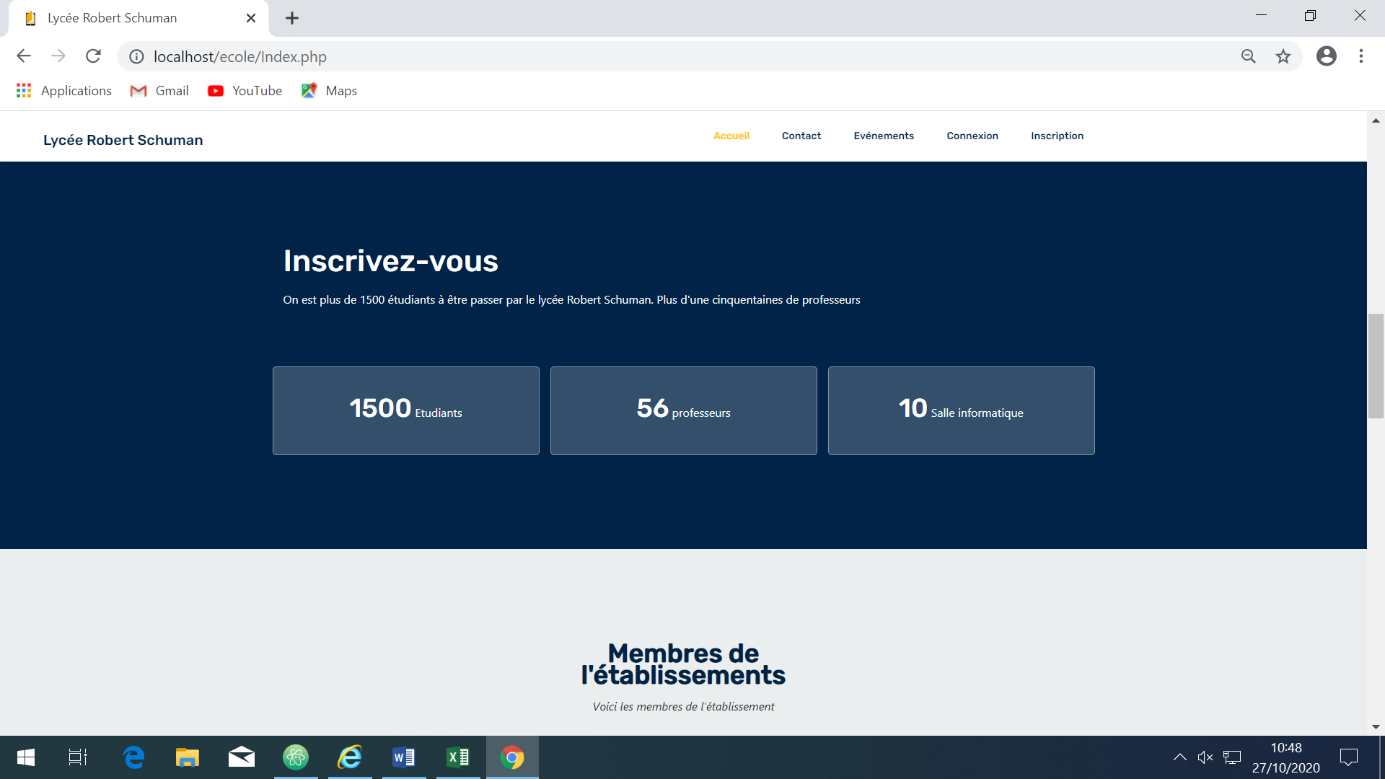 Lycée Robert Schuman
localhost/ecole/Index.php
Applications Gmail YouTube Maps
Lycée Robert Schuman Accueil Contact Evénements Connexion Inscription
Inscrivez-vous
On est plus de 1500 étudiants à être passer par le lycée Robert Schuman. Plus d'une cinquentaines de professeurs
1500 Etudiants 56 professeurs 10 Salle informatique
Membres de
l'établissements
Voici les membres de l'établissement
10:48
27/10/2020